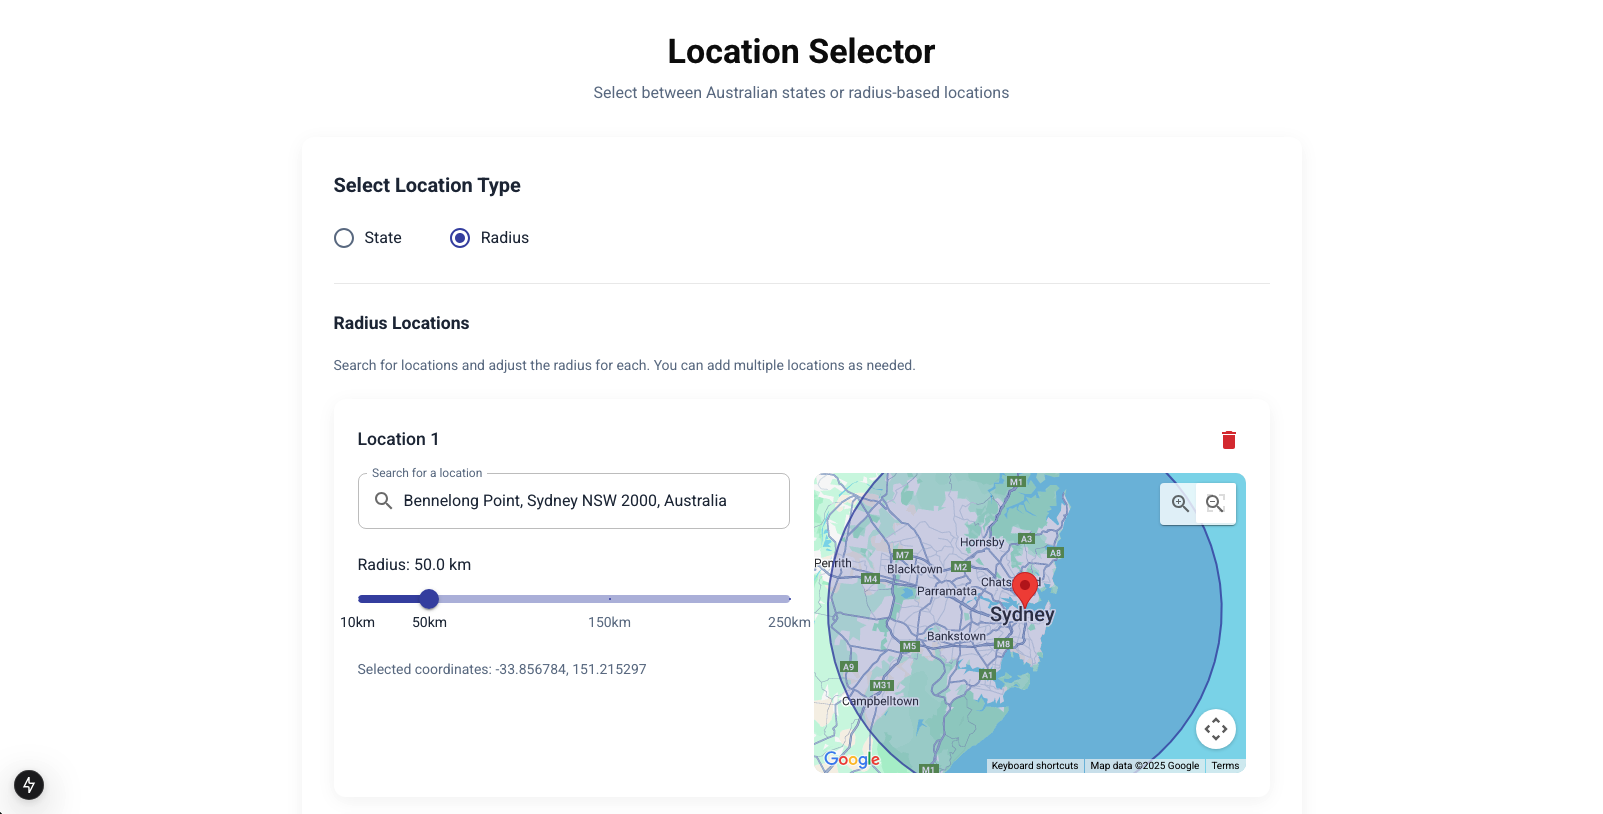 Location Selector
Select between Australian states or radius-based locations
Select Location Type
State
Radius
Radius Locations
Search for locations and adjust the radius for each. You can add multiple locations as needed.
Location 1
Search for a location
Bennelong Point, Sydney NSW 2000, Australia
Radius: 50.0 km
10km
50km
150km
250km
Selected coordinates: -33.856784, 151.215297
M1
Hornsby
A3
A8
M7
Penrith
Blacktown
M2
M4
Parramatta
Sydney
Bankstown
M8
M5
A9
A1
M31
Campbelltown
Google
M1
Keyboard shortcuts
Map data ©2025 Google
Terms